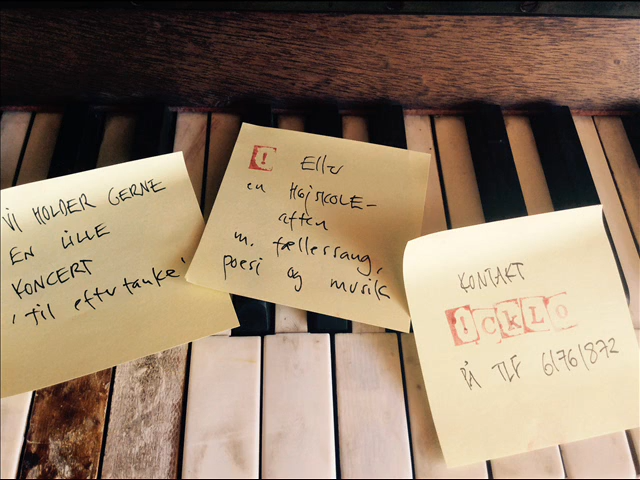 VI HOLDER GERNE
EN LILLE
KONCERT
'til eftertanke'
! Eller
en HØJSKOLE-
aften
m. fællessang,
poesi og musik
KONTAKT
!CKLO
PÅ TLF 61761872